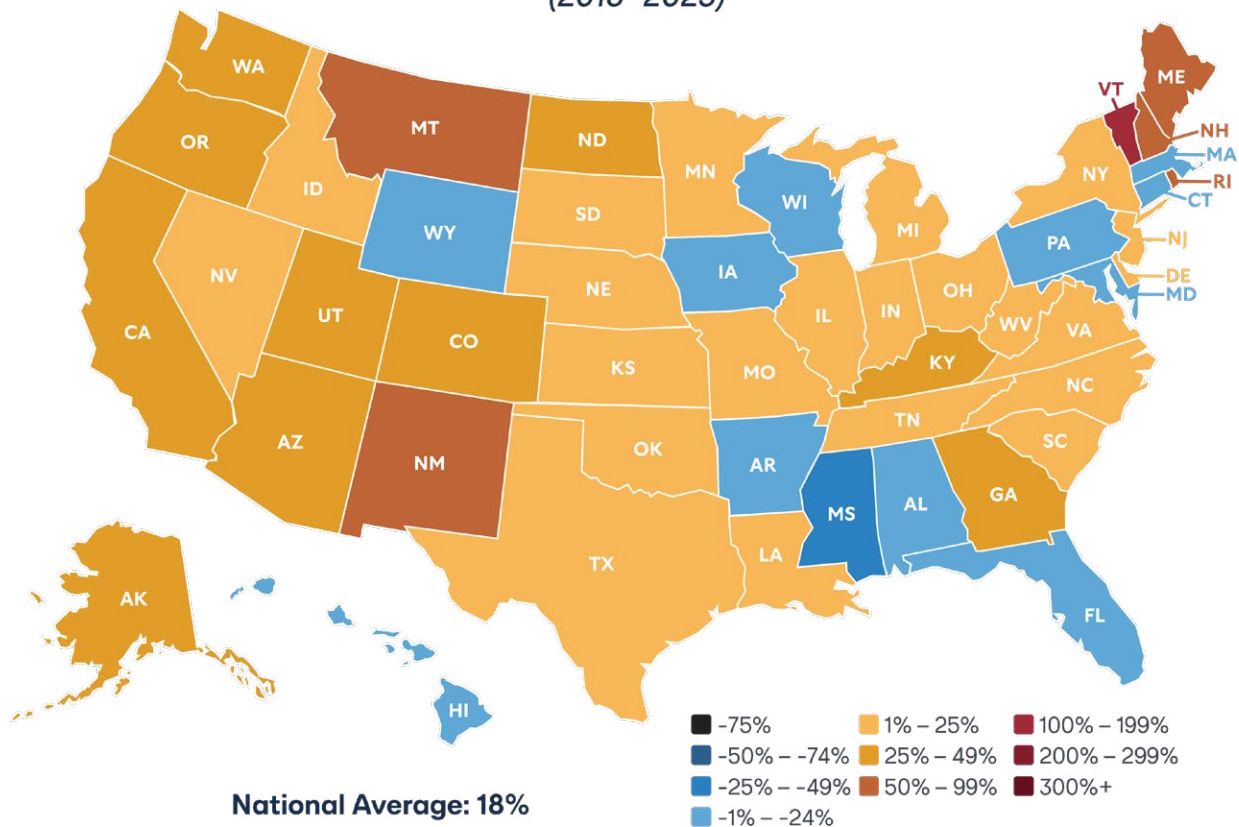 (2018–2023)
WA
ME
VT
MT
ND
OR
NH
MN
MA
ID
NY
RI
SD
WI
CT
WY
MI
PA
NJ
IA
NV
NE
DE
OH
MD
IN
IL
UT
WV
VA
CA
CO
KY
KS
MO
NC
TN
AZ
OK
SC
NM
AR
GA
MS
AL
LA
TX
AK
FL
HI
-75%
-50% – -74%
-25% – -49%
-1% – -24%
1% – 25%
25% – 49%
50% – 99%
100% – 199%
200% – 299%
300%+
National Average: 18%